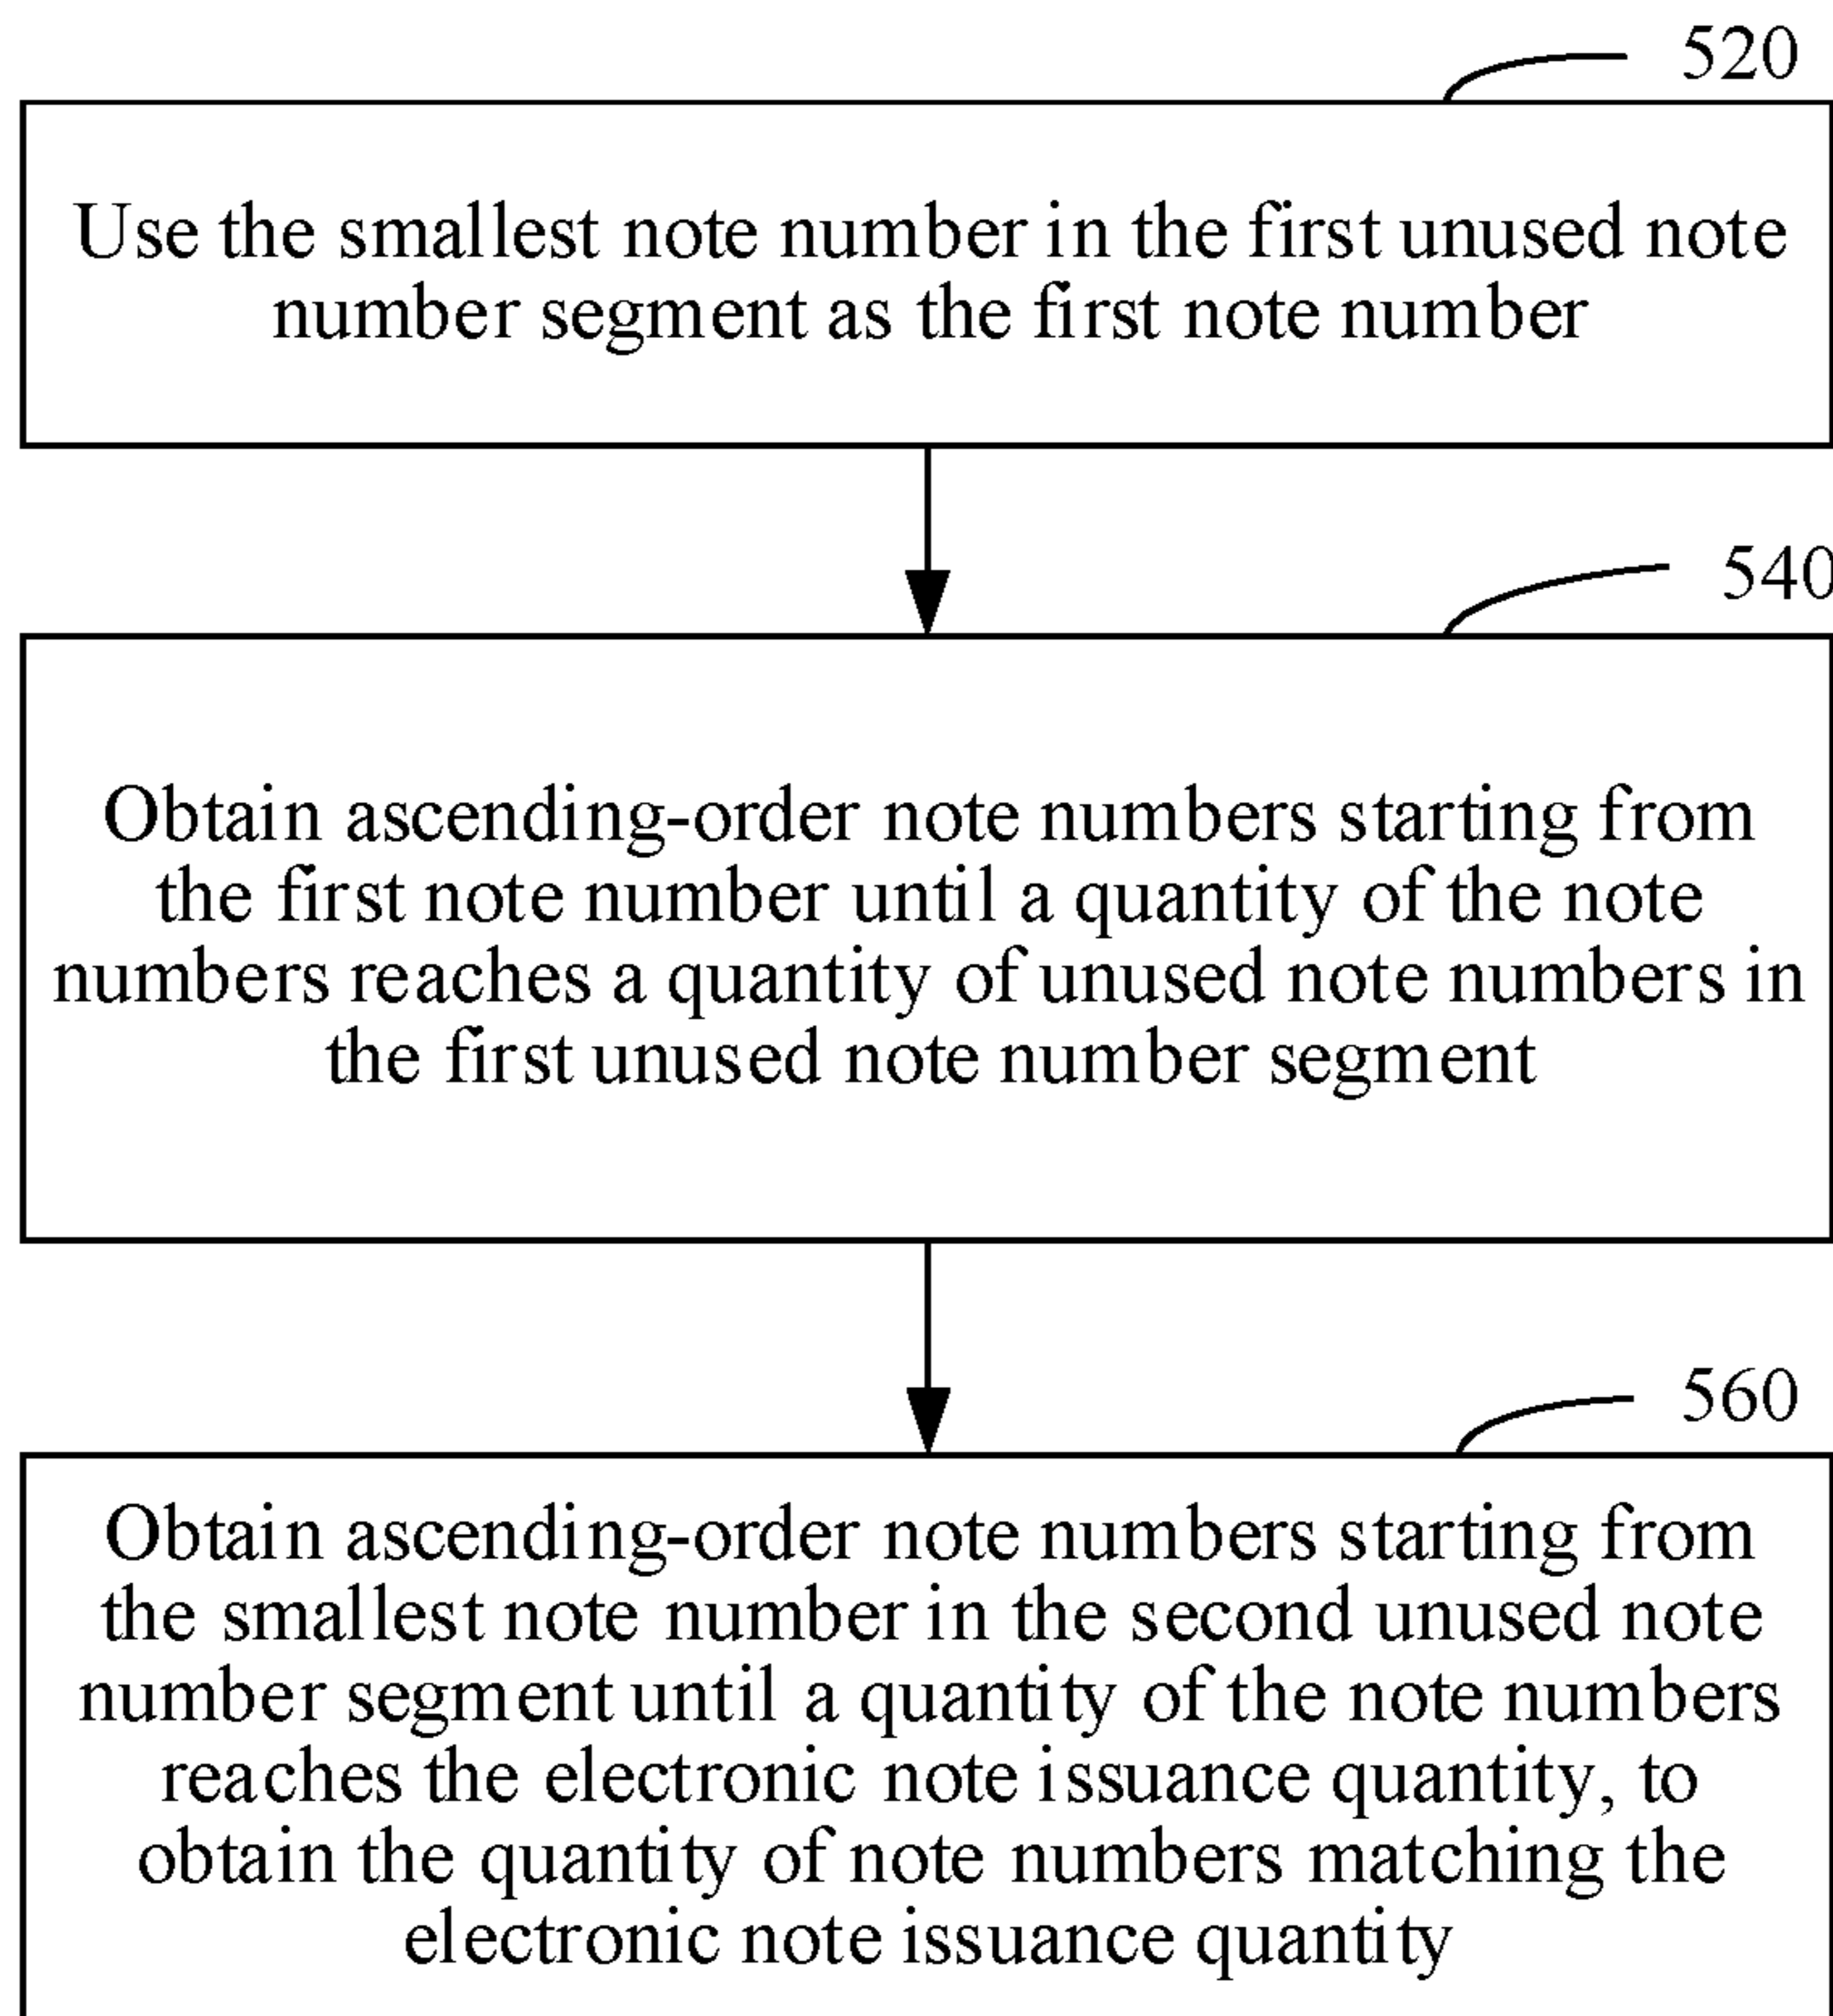 520
Use the smallest note number in the first unused note
number segment as the first note number
540
Obtain ascending-order note numbers starting from
the first note number until a quantity of the note
numbers reaches a quantity of unused note numbers in
the first unused note number segment
560
Obtain ascending-order note numbers starting from
the smallest note number in the second unused note
number segment until a quantity of the note numbers
reaches the electronic note issuance quantity, to
obtain the quantity of note numbers matching the
electronic note issuance quantity